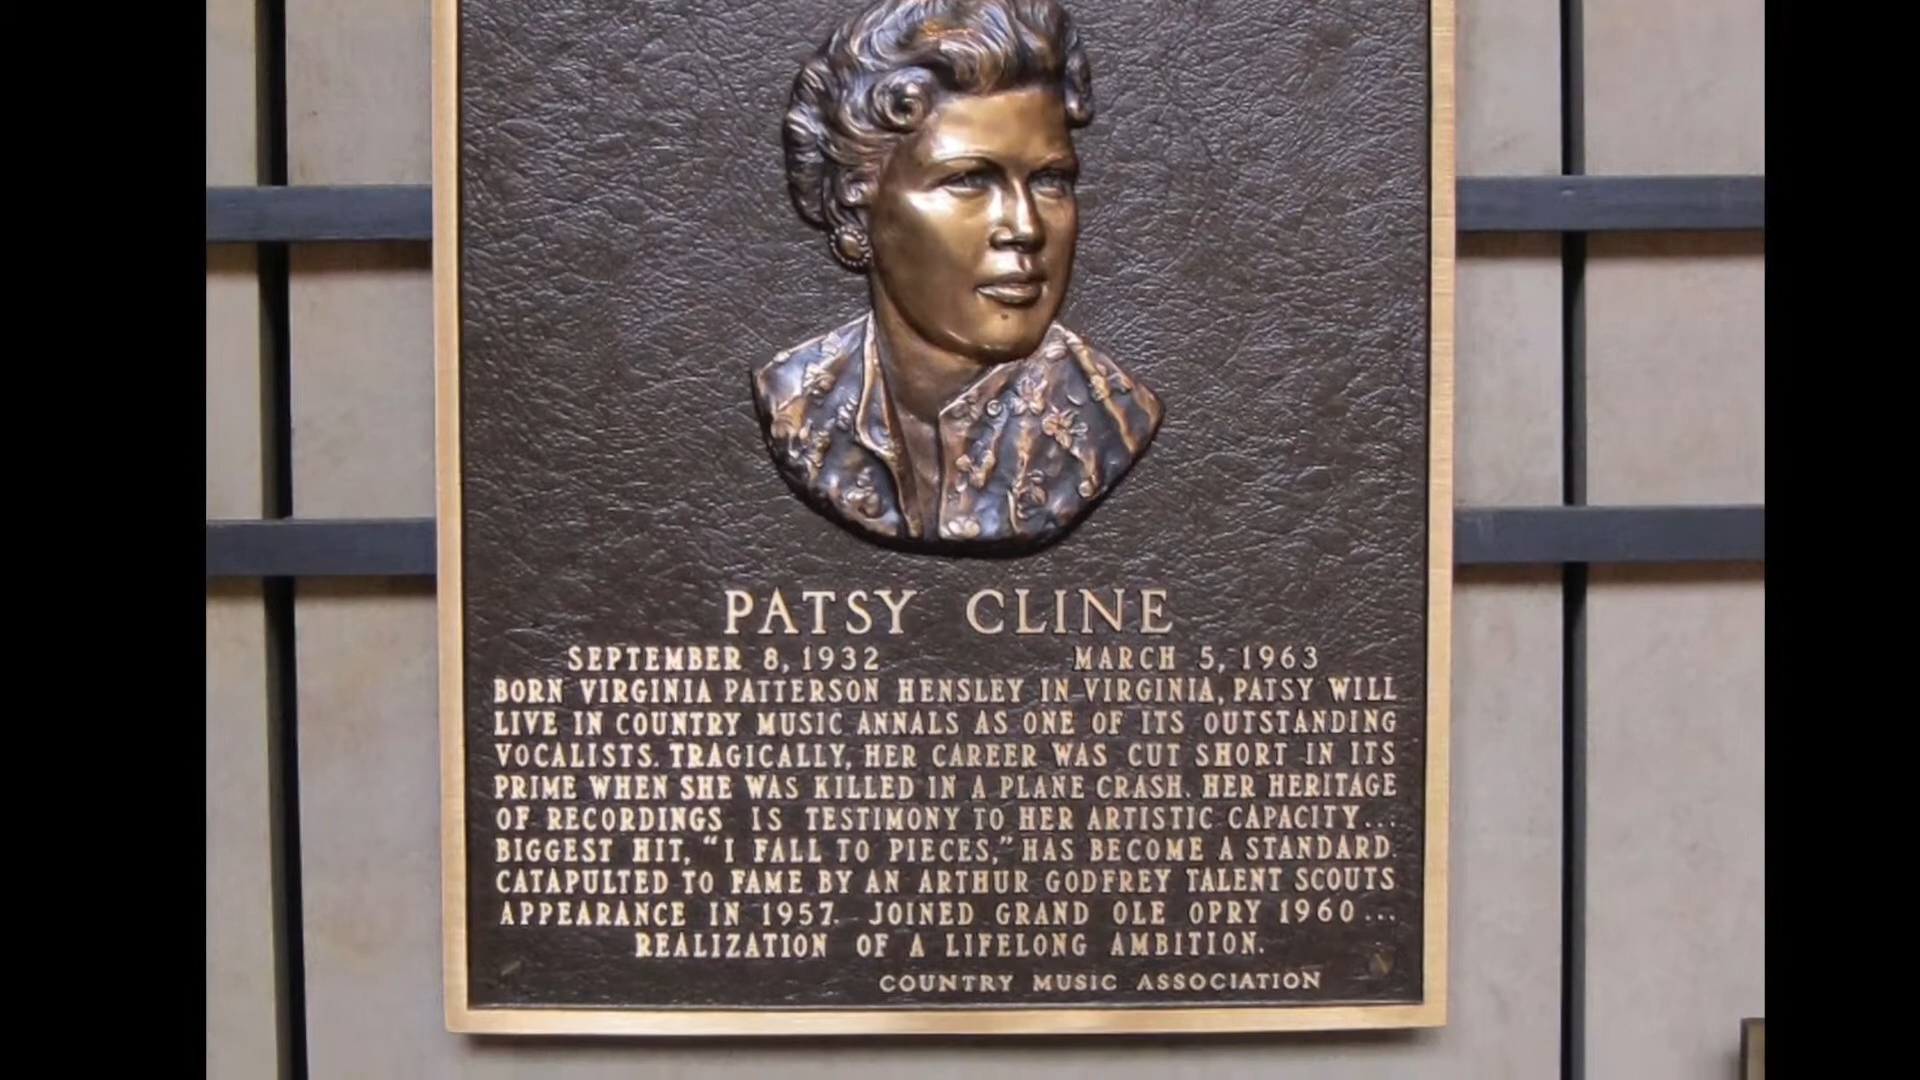 PATSY CLINE
SEPTEMBER 8, 1932 MARCH 5, 1963
BORN VIRGINIA PATTERSON HENSLEY IN VIRGINIA, PATSY WILL
LIVE IN COUNTRY MUSIC ANNALS AS ONE OF ITS OUTSTANDING
VOCALISTS. TRAGICALLY, HER CAREER WAS CUT SHORT IN ITS
PRIME WHEN SHE WAS KILLED IN A PLANE CRASH. HER HERITAGE
OF RECORDINGS IS TESTIMONY TO HER ARTISTIC CAPACITY...
BIGGEST HIT, "I FALL TO PIECES," HAS BECOME A STANDARD.
CATAPULTED TO FAME BY AN ARTHUR GODFREY TALENT SCOUTS
APPEARANCE IN 1957. JOINED GRAND OLE OPRY 1960...
REALIZATION OF A LIFELONG AMBITION.
COUNTRY MUSIC ASSOCIATION